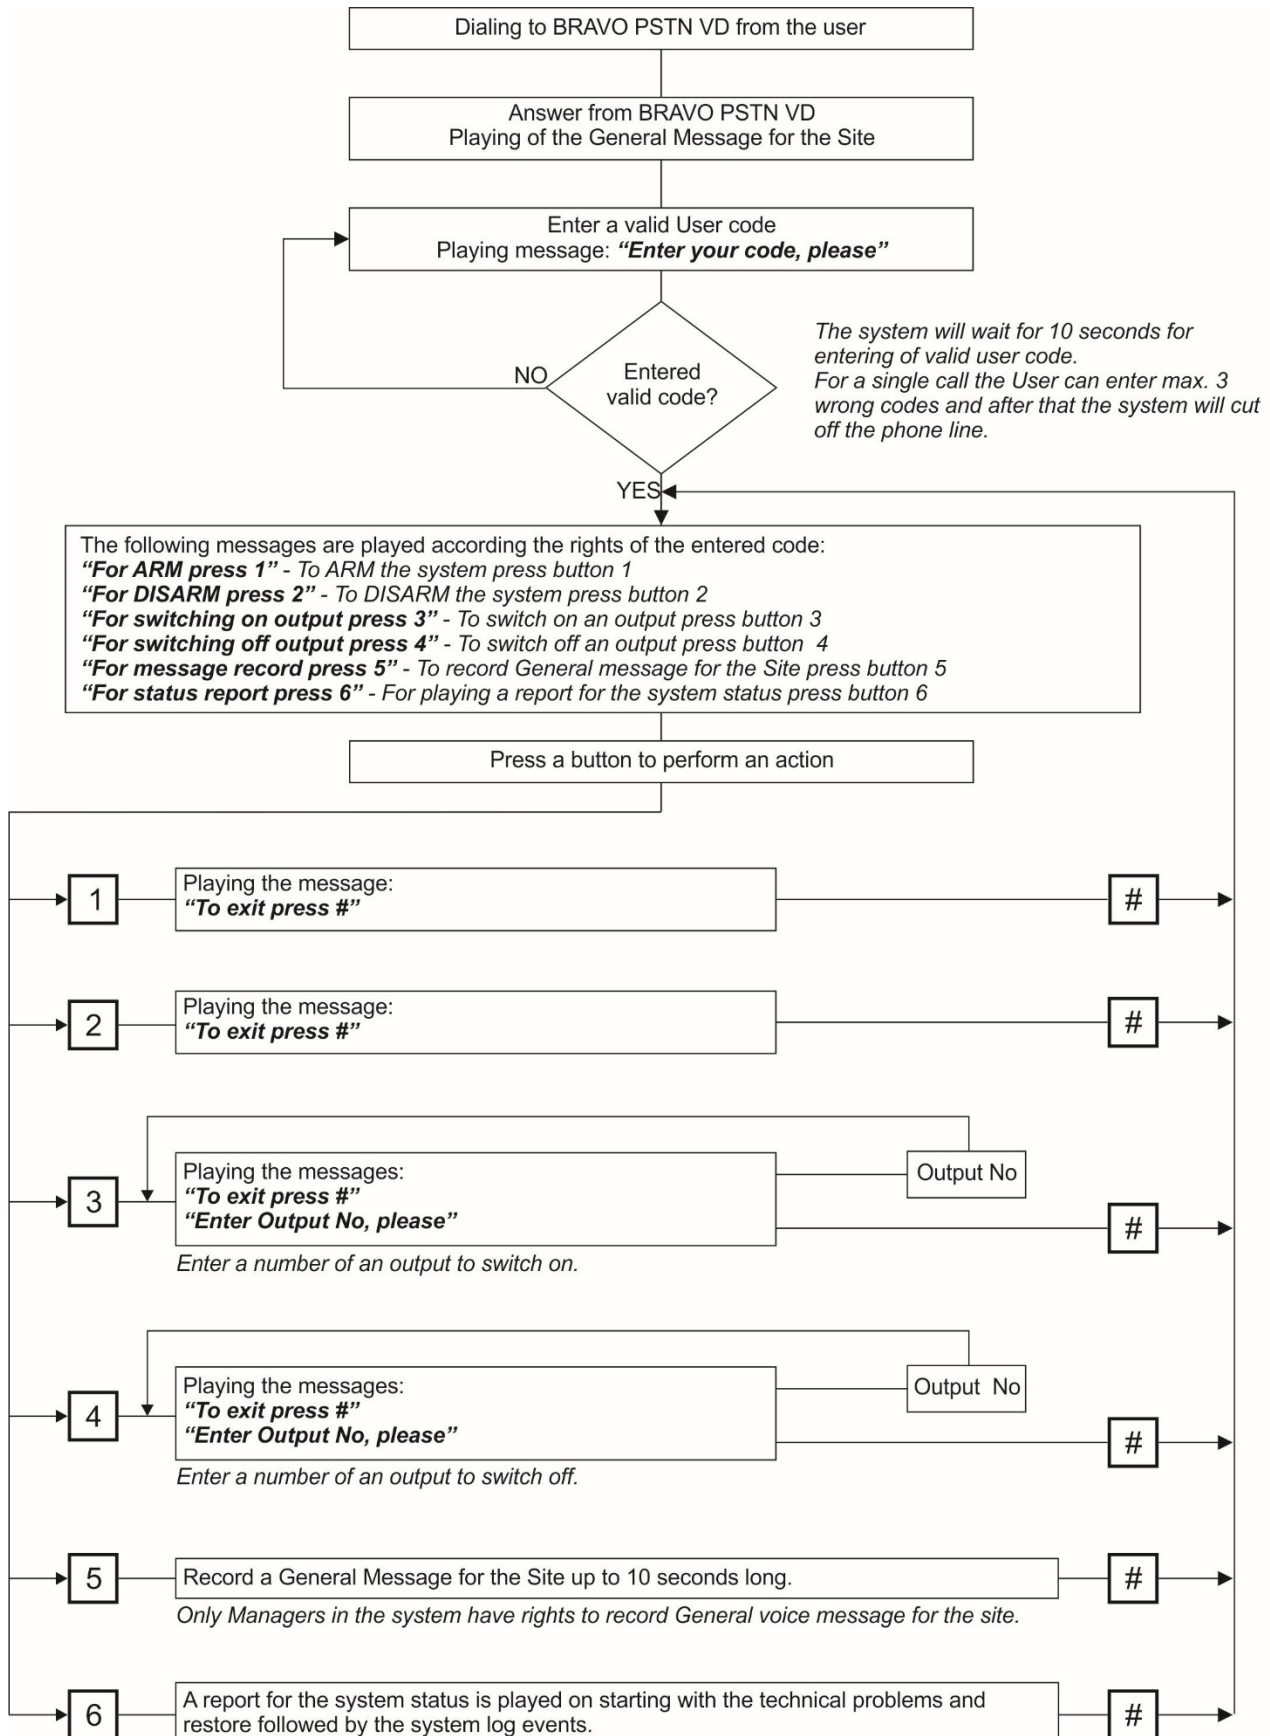 Dialing to BRAVO PSTN VD from the user
Answer from BRAVO PSTN VD
Playing of the General Message for the Site
Enter a valid User code
Playing message: “Enter your code, please”
The system will wait for 10 seconds for
entering of valid user code.
For a single call the User can enter max. 3
wrong codes and after that the system will cut
off the phone line.
NO
Entered
valid code?
YES
The following messages are played according the rights of the entered code:
“For ARM press 1” - To ARM the system press button 1
“For DISARM press 2” - To DISARM the system press button 2
“For switching on output press 3” - To switch on an output press button 3
“For switching off output press 4” - To switch off an output press button  4
“For message record press 5” - To record General message for the Site press button 5
“For status report press 6” - For playing a report for the system status press button 6
Press a button to perform an action
1
Playing the message:
“To exit press #”
#
2
Playing the message:
“To exit press #”
#
3
Playing the messages:
“To exit press #”
“Enter Output No, please”
Output No
#
Enter a number of an output to switch on.
4
Playing the messages:
“To exit press #”
“Enter Output No, please”
Output  No
#
Enter a number of an output to switch off.
5
Record a General Message for the Site up to 10 seconds long.
#
Only Managers in the system have rights to record General voice message for the site.
6
A report for the system status is played on starting with the technical problems and
restore followed by the system log events.
#